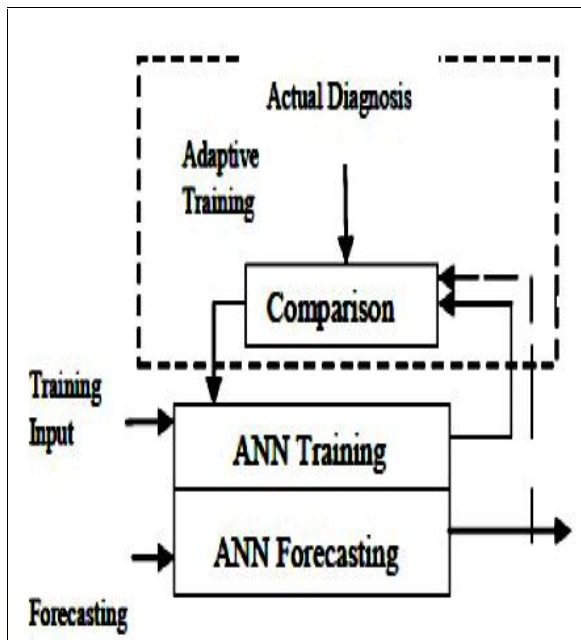 Actual Diagnosis
Adaptive
Training
Comparison
Training
Input
ANN Training
ANN Forecasting
Forecasting